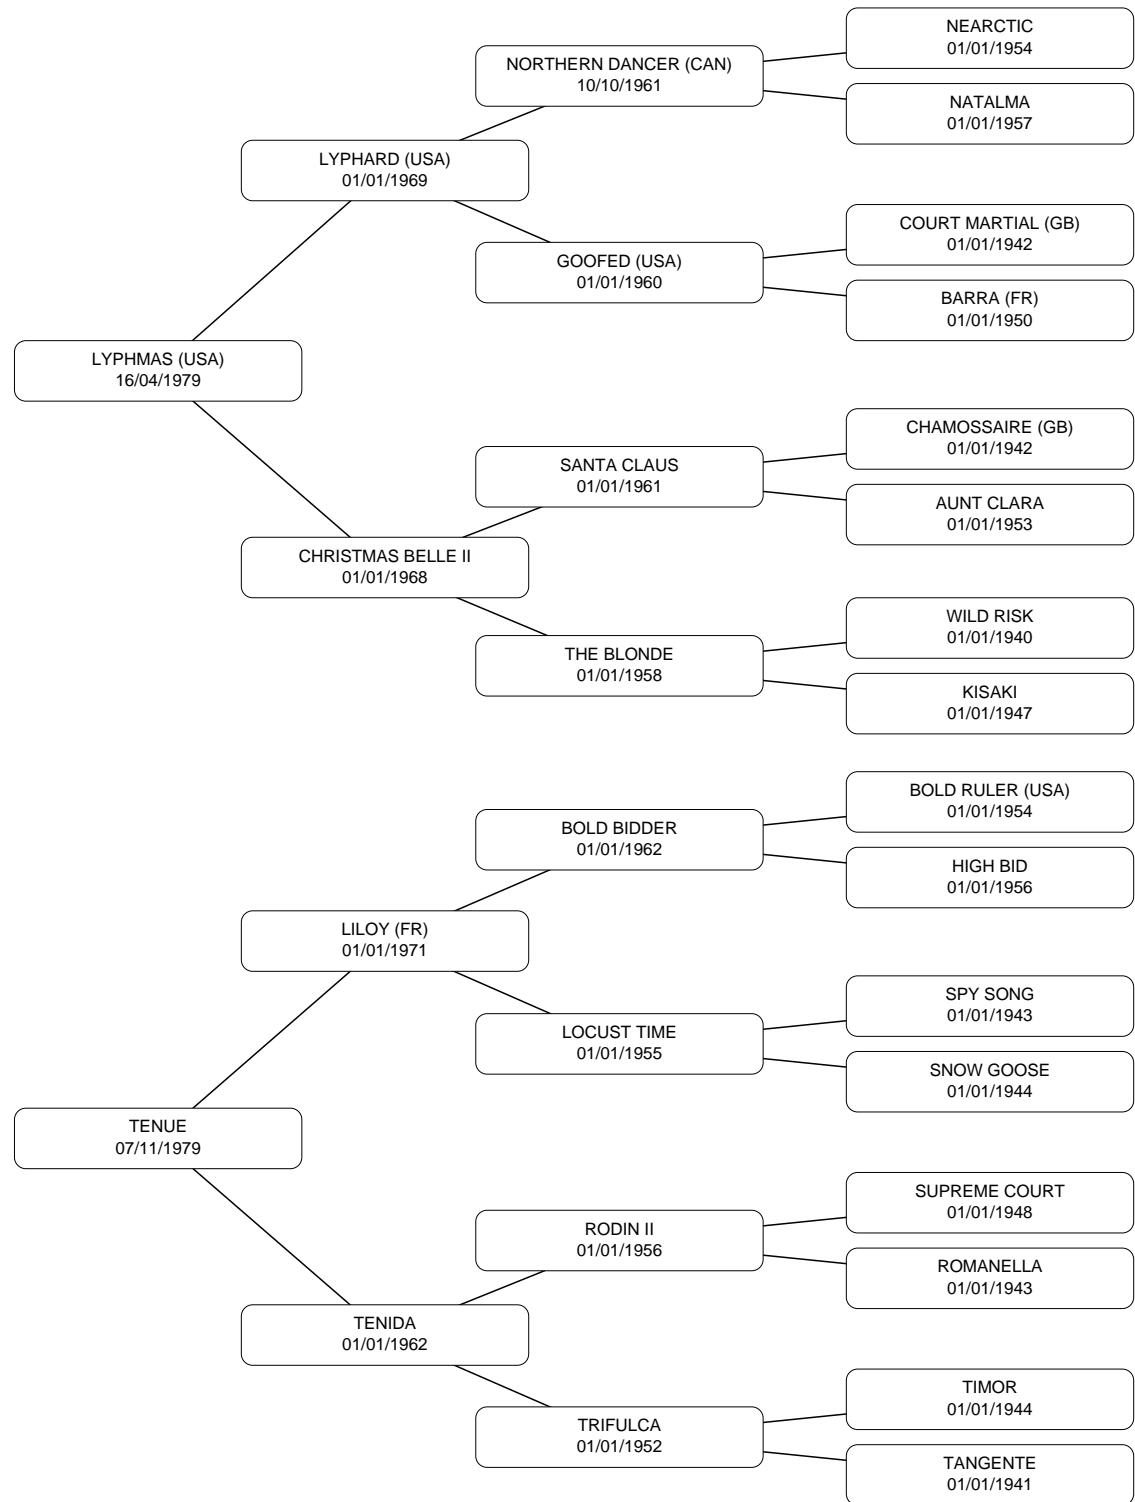 NEARCTIC
01/01/1954
NORTHERN DANCER (CAN)
10/10/1961
NATALMA
01/01/1957
LYPHARD (USA)
01/01/1969
COURT MARTIAL (GB)
01/01/1942
GOOFED (USA)
01/01/1960
BARRA (FR)
01/01/1950
LYPHMAS (USA)
16/04/1979
CHAMOSSAIRE (GB)
01/01/1942
SANTA CLAUS
01/01/1961
AUNT CLARA
01/01/1953
CHRISTMAS BELLE II
01/01/1968
WILD RISK
01/01/1940
THE BLONDE
01/01/1958
KISAKI
01/01/1947
BOLD RULER (USA)
01/01/1954
BOLD BIDDER
01/01/1962
HIGH BID
01/01/1956
LILOY (FR)
01/01/1971
SPY SONG
01/01/1943
LOCUST TIME
01/01/1955
SNOW GOOSE
01/01/1944
TENUE
07/11/1979
SUPREME COURT
01/01/1948
RODIN II
01/01/1956
ROMANELLA
01/01/1943
TENIDA
01/01/1962
TIMOR
01/01/1944
TRIFULCA
01/01/1952
TANGENTE
01/01/1941